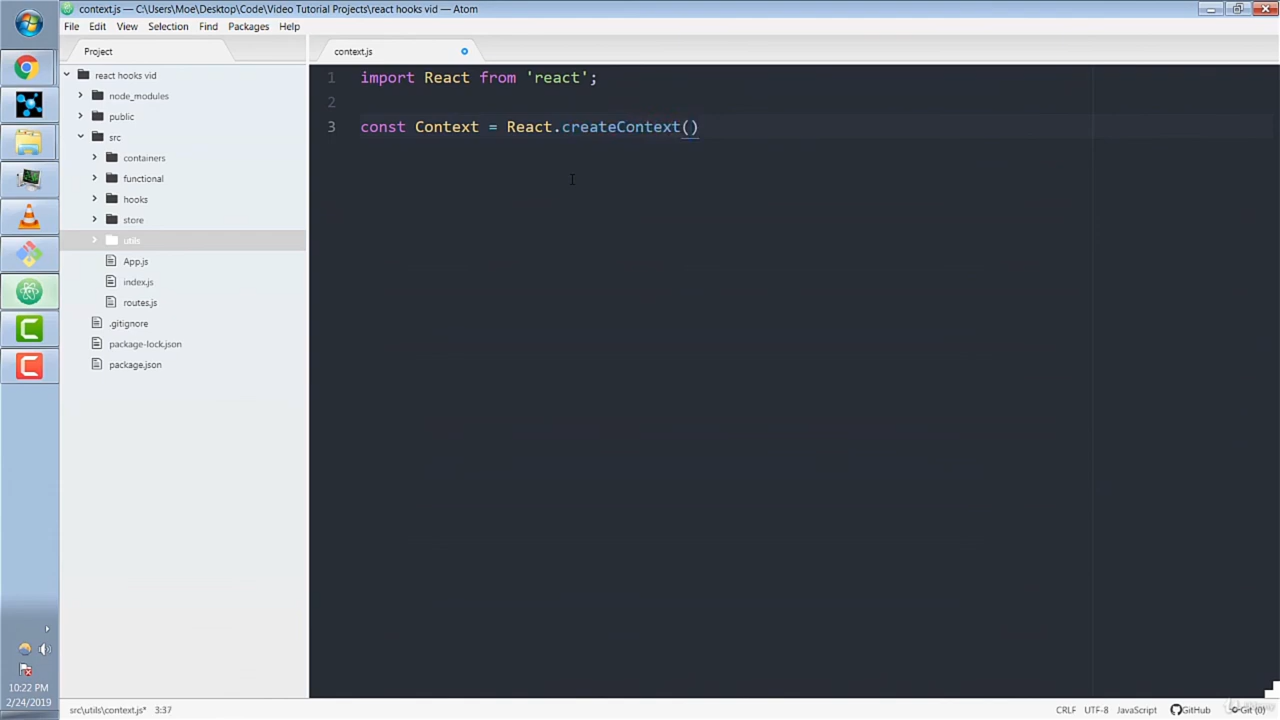 context.js — C:\Users\Moe\Desktop\Code\Video Tutorial Projects\react hooks vid — Atom
File Edit View Selection Find Packages Help
Project
context.js
react hooks vid
node_modules
public
src
containers
functional
hooks
store
utils
App.js
index.js
routes.js
.gitignore
package-lock.json
package.json
1 import React from 'react';
2
3 const Context = React.createContext()
10:22 PM
2/24/2019
src\utils\context.js* 3:37
CRLF UTF-8 JavaScript GitHub Git (0)